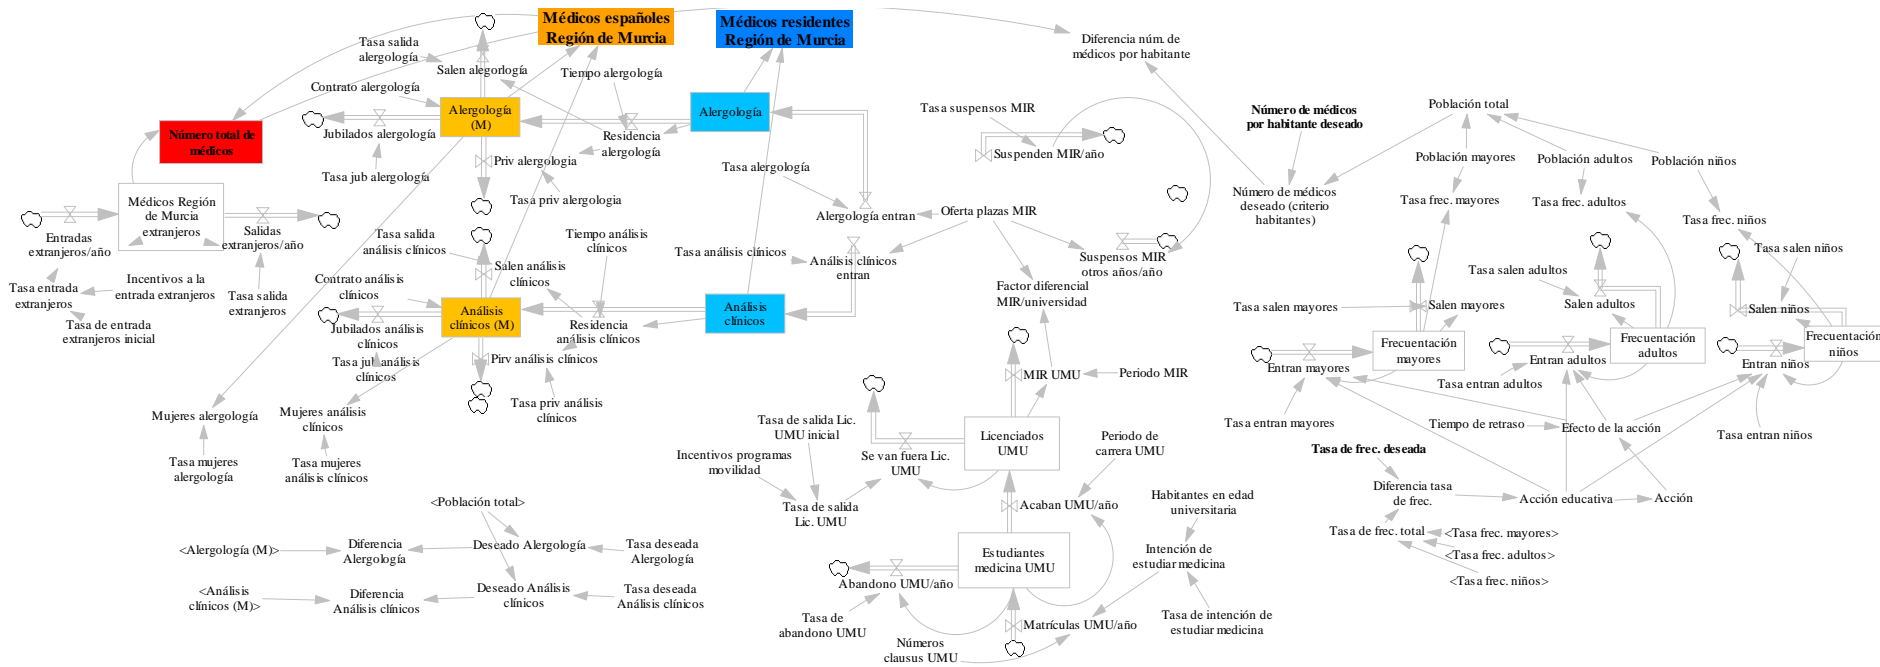 Médicos españoles
Región de Murcia
Médicos residentes
Región de Murcia
Tasa salida
alergología
Salen alegorlogía
Tiempo alergología
Contrato alergología
Alergología
(M)
Alergología
Jubilados alergología
Residencia
alergología
Priv alergologia
Tasa jub alergología
Tasa priv alergologia
Número total de
médicos
Médicos Región
de Murcia
extranjeros
Entradas
extranjeros/año
Salidas
extranjeros/año
Tasa entrada
extranjeros
Incentivos a la
entrada extranjeros
Tasa salida
extranjeros
Tasa de entrada
extranjeros inicial
Tasa salida
análisis clínicos
Tiempo análisis
clínicos
Salen análisis
clínicos
Contrato análisis
clínicos
Análisis
clínicos (M)
Análisis
clínicos
Jubilados análisis
clínicos
Residencia
análisis clínicos
Tasa jub análisis
clínicos
Pirv análisis clínicos
Tasa priv análisis
clínicos
Mujeres alergología
Mujeres análisis
clínicos
Tasa mujeres
alergología
Tasa mujeres
análisis clínicos
Diferencia núm. de
médicos por habitante
Tasa suspensos MIR
Suspenden MIR/año
Tasa alergología
Alergología entran
Oferta plazas MIR
Tasa análisis clínicos
Análisis clínicos
entran
Suspensos MIR
otros años/año
Factor diferencial
MIR/universidad
MIR UMU
Periodo MIR
Tasa de salida Lic.
UMU inicial
Licenciados
UMU
Periodo de
carrera UMU
Incentivos programas
movilidad
Se van fuera Lic.
UMU
Tasa de salida
Lic. UMU
Acaban UMU/año
Habitantes en edad
universitaria
Estudiantes
medicina UMU
Intención de
estudiar medicina
Abandono UMU/año
Tasa de
abandono UMU
Matrículas UMU/año
Tasa de intención de
estudiar medicina
Números
clausus UMU
<Población total>
<Alergología (M)>
Diferencia
Alergología
Deseado Alergología
Tasa deseada
Alergología
<Análisis
clínicos (M)>
Diferencia
Análisis clínicos
Deseado Análisis
clínicos
Tasa deseada
Análisis clínicos
Número de médicos
por habitante deseado
Población total
Población mayores
Población adultos
Población niños
Número de médicos
deseado (criterio
habitantes)
Tasa frec. mayores
Tasa frec. adultos
Tasa frec. niños
Tasa salen niños
Tasa salen adultos
Tasa salen mayores
Salen mayores
Salen adultos
Salen niños
Frecuentación
mayores
Frecuentación
adultos
Frecuentación
niños
Entran mayores
Entran adultos
Entran niños
Tasa entran adultos
Tasa entran mayores
Tiempo de retraso
Efecto de la acción
Tasa entran niños
Tasa de frec. deseada
Diferencia tasa
de frec.
Acción educativa
Acción
Tasa de frec. total
<Tasa frec. mayores>
<Tasa frec. adultos>
<Tasa frec. niños>